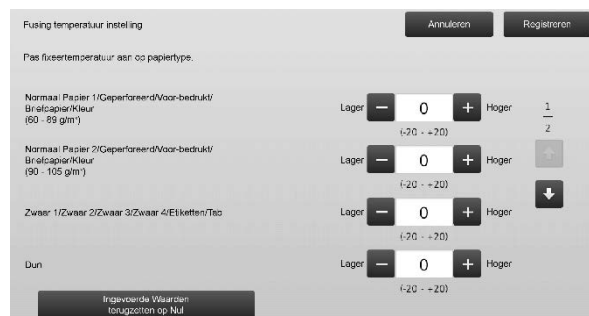 Fusing temperatuur instelling
Annuleren
Registreren
Pas fixeertemperatuur aan op papiertype.
Normaal Papier 1/Geperforeerd/Voor-bedrukt/
Briefpapier/Kleur
(60 - 89 g/m²)
Lager − 0 + Hoger
(-20 - +20)
1
2
Normaal Papier 2/Geperforeerd/Voor-bedrukt/
Briefpapier/Kleur
(90 - 105 g/m²)
Lager − 0 + Hoger
(-20 - +20)
Zwaar 1/Zwaar 2/Zwaar 3/Zwaar 4/Etiketten/Tab
Lager − 0 + Hoger
(-20 - +20)
Dun
Lager − 0 + Hoger
(-20 - +20)
Ingevoerde Waarden
terugzetten op Nul